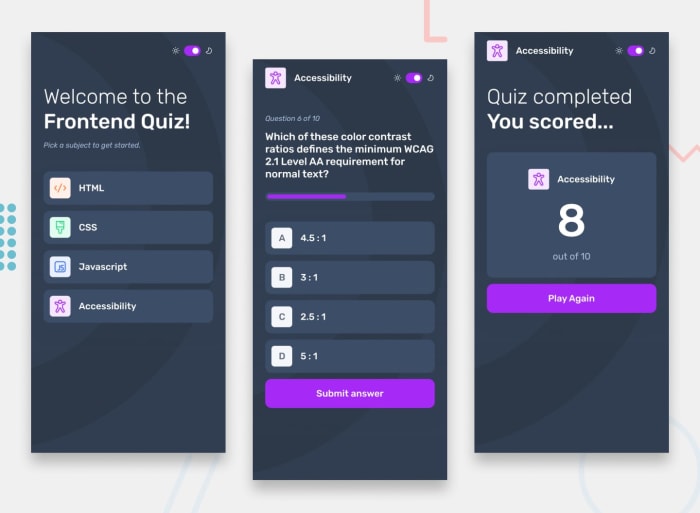 Welcome to the
Frontend Quiz!
Pick a subject to get started.
HTML
CSS
JS
Javascript
Accessibility
Accessibility
Question 6 of 10
Which of these color contrast
ratios defines the minimum WCAG
2.1 Level AA requirement for
normal text?
A 4.5 : 1
B 3 : 1
C 2.5 : 1
D 5 : 1
Submit answer
Accessibility
Quiz completed
You scored...
Accessibility
8
out of 10
Play Again